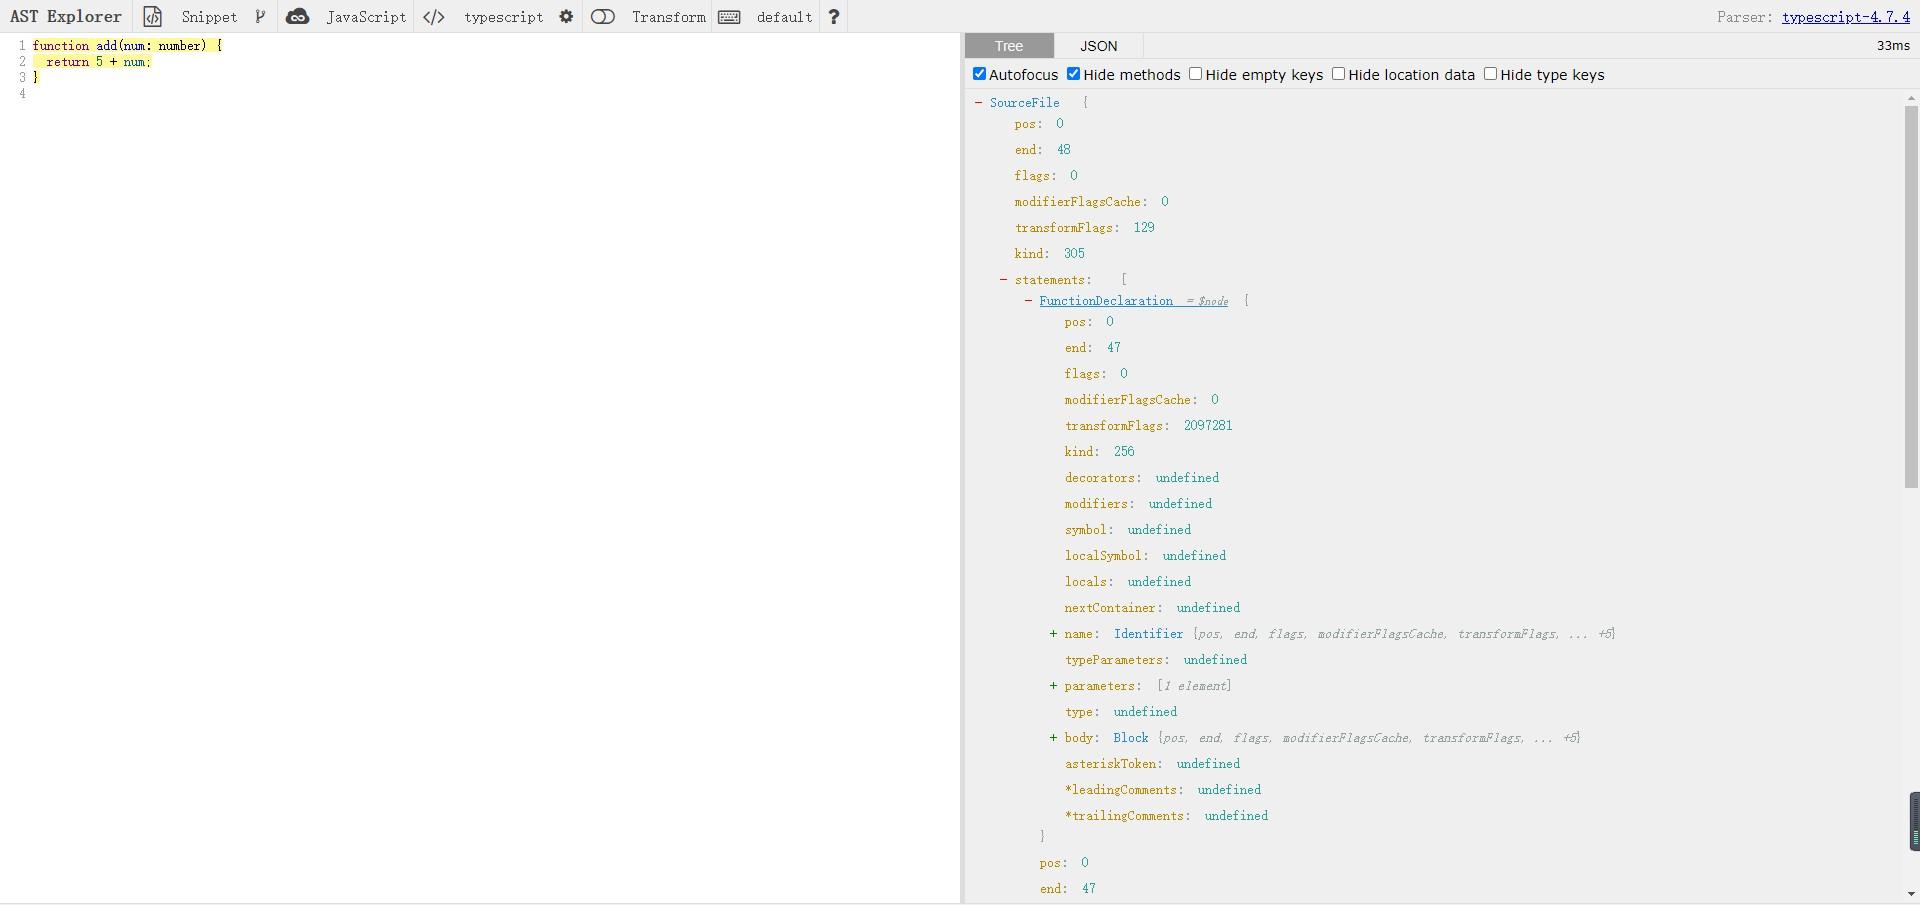 AST Explorer Snippet JavaScript </> typescript Transform default ? Parser: typescript-4.7.4
1 function add(num: number) {
2   return 5 + num;
3 }
4
Tree JSON 33ms
Autofocus Hide methods Hide empty keys Hide location data Hide type keys
- SourceFile {
pos: 0
end: 48
flags: 0
modifierFlagsCache: 0
transformFlags: 129
kind: 305
- statements: [
- FunctionDeclaration = $node {
pos: 0
end: 47
flags: 0
modifierFlagsCache: 0
transformFlags: 2097281
kind: 256
decorators: undefined
modifiers: undefined
symbol: undefined
localSymbol: undefined
locals: undefined
nextContainer: undefined
+ name: Identifier {pos, end, flags, modifierFlagsCache, transformFlags, ... +5}
typeParameters: undefined
+ parameters: [1 element]
type: undefined
+ body: Block {pos, end, flags, modifierFlagsCache, transformFlags, ... +5}
asteriskToken: undefined
*leadingComments: undefined
*trailingComments: undefined
}
pos: 0
end: 47